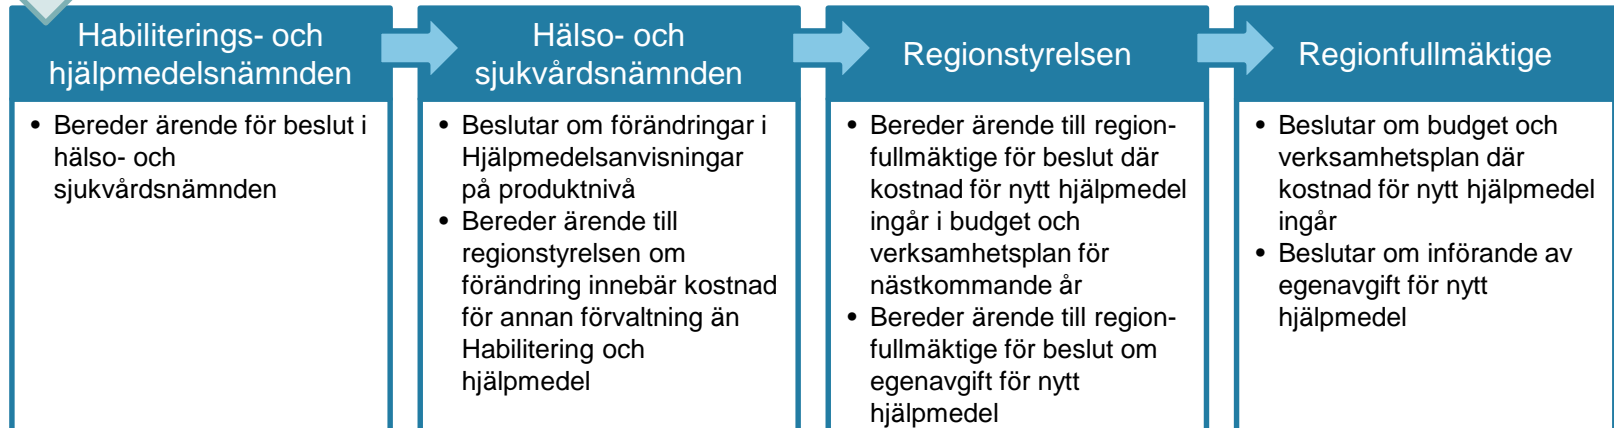 Habiliterings- och
hjälpmedelsnämnden
• Bereder ärende för beslut i
hälso- och
sjukvårdsnämnden
Hälso- och
sjukvårdsnämnden
• Beslutar om förändringar i
Hjälpmedelsanvisningar
på produktnivå
• Bereder ärende till
regionstyrelsen om
förändring innebär kostnad
för annan förvaltning än
Habilitering och
hjälpmedel
Regionstyrelsen
• Bereder ärende till region-
fullmäktige för beslut där
kostnad för nytt hjälpmedel
ingår i budget och
verksamhetsplan för
nästkommande år
• Bereder ärende till region-
fullmäktige för beslut om
egenavgift för nytt
hjälpmedel
Regionfullmäktige
• Beslutar om budget och
verksamhetsplan där
kostnad för nytt hjälpmedel
ingår
• Beslutar om införande av
egenavgift för nytt
hjälpmedel